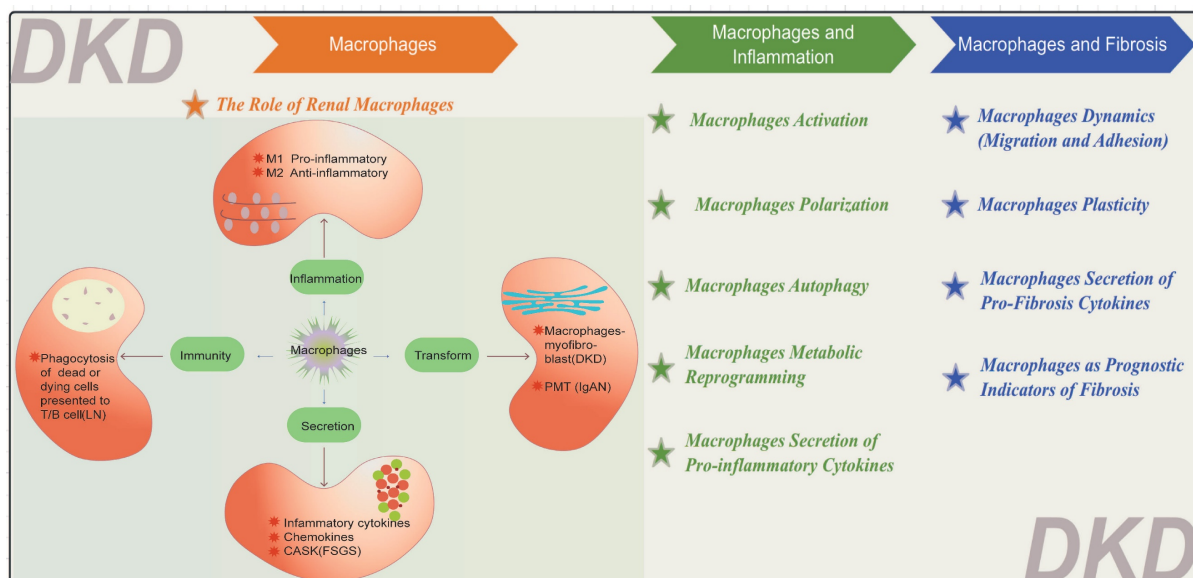 DKD
Macrophages
Macrophages and
Inflammation
Macrophages and Fibrosis
The Role of Renal Macrophages
M1 Pro-inflammatory
M2 Anti-inflammatory
Inflammation
Phagocytosis
of dead or
dying cells
presented to
T/B cell(LN)
Immunity
Macrophages
Transform
Macrophages-
myofibro-
blast(DKD)
PMT (IgAN)
Secretion
Infammatory cytokines
Chemokines
CASK(FSGS)
Macrophages Activation
Macrophages Polarization
Macrophages Autophagy
Macrophages Metabolic
Reprogramming
Macrophages Secretion of
Pro-inflammatory Cytokines
Macrophages Dynamics
(Migration and Adhesion)
Macrophages Plasticity
Macrophages Secretion of
Pro-Fibrosis Cytokines
Macrophages as Prognostic
Indicators of Fibrosis
DKD